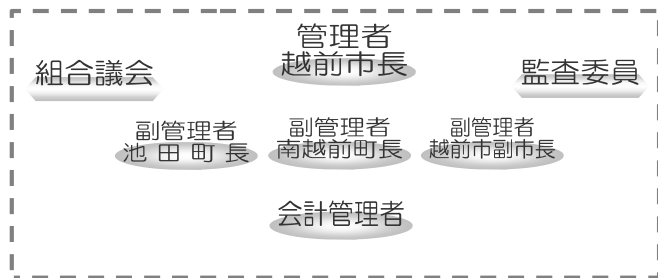 管理者
越前市長
組合議会
監査委員
副管理者
池田町長
副管理者
南越前町長
副管理者
越前市副市長
会計管理者